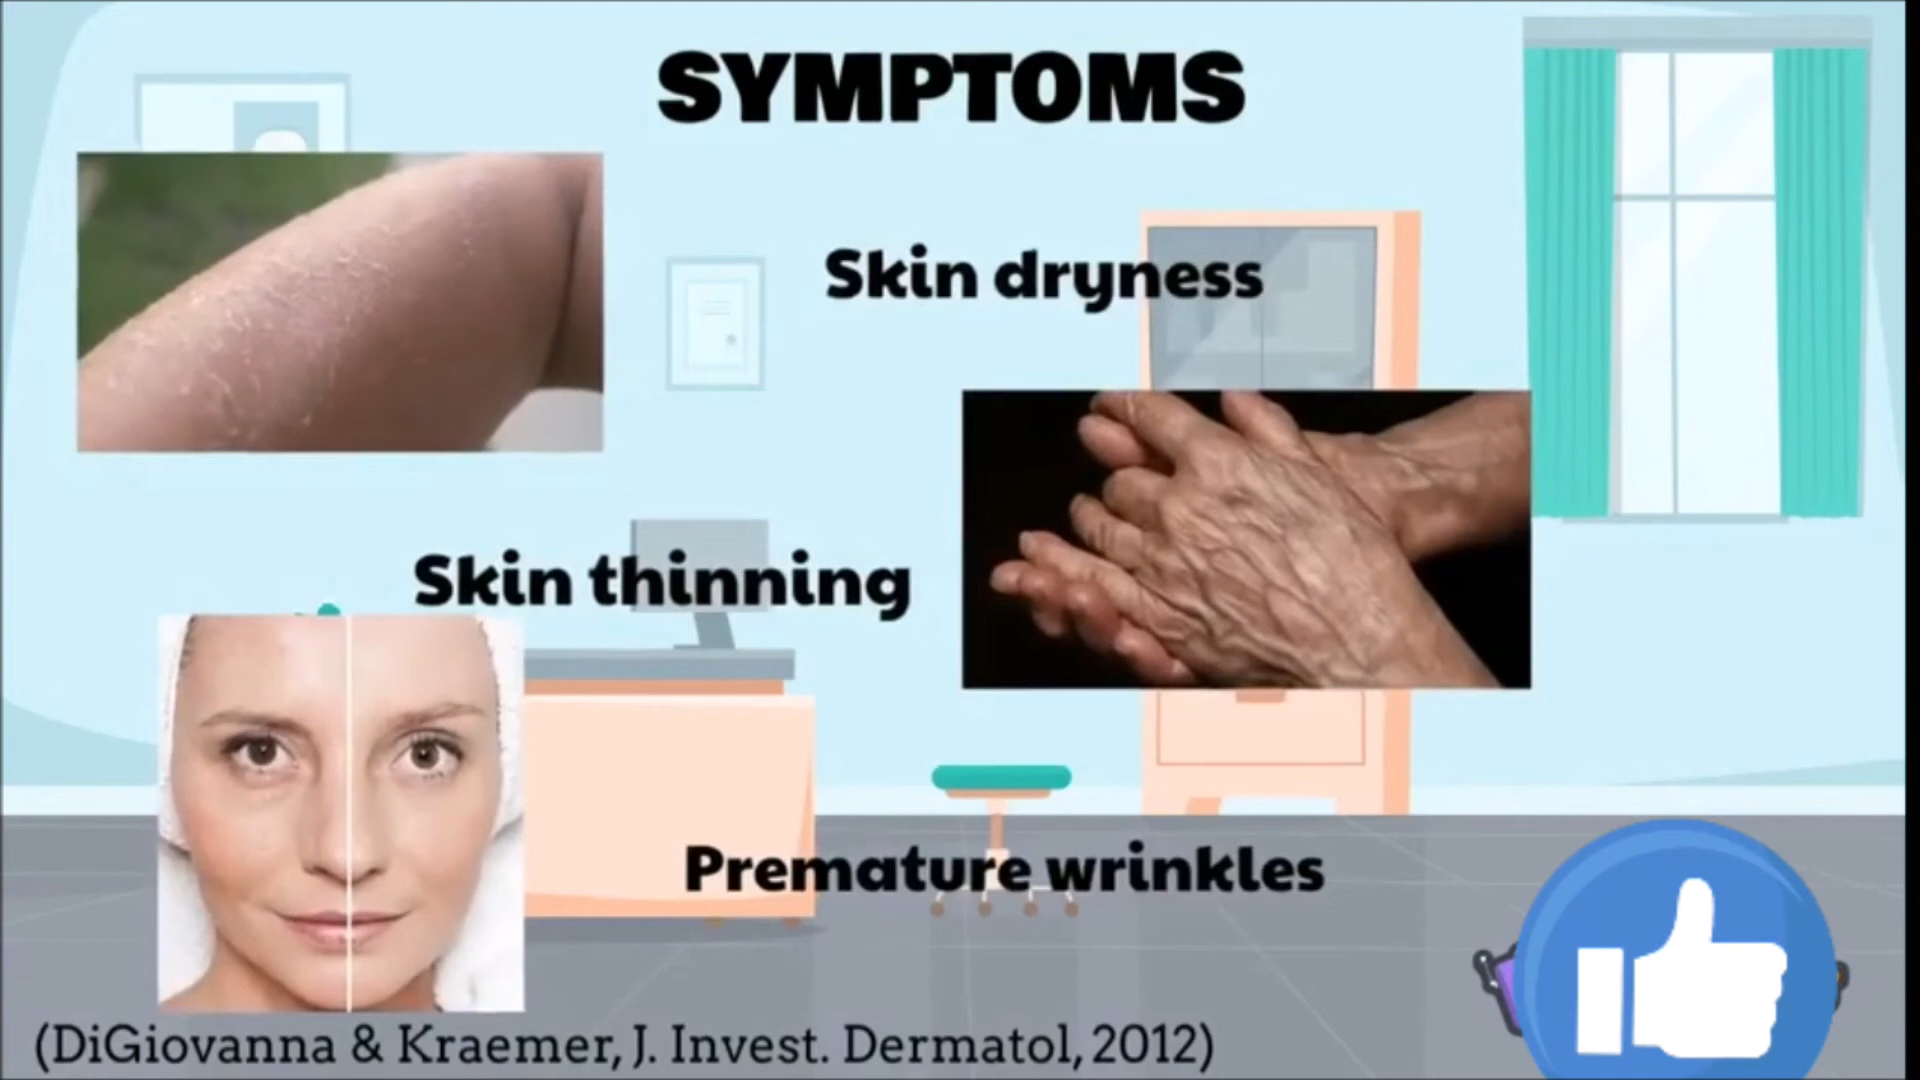 SYMPTOMS
Skin dryness
Skin thinning
Premature wrinkles
(DiGiovanna & Kraemer, J. Invest. Dermatol, 2012)